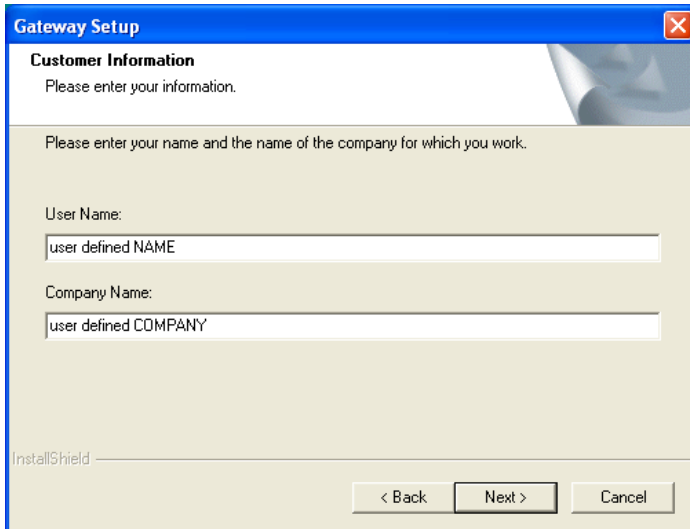 Gateway Setup
Customer Information
Please enter your information.
Please enter your name and the name of the company for which you work.
User Name:
user defined NAME
Company Name:
user defined COMPANY
InstallShield
< Back Next > Cancel